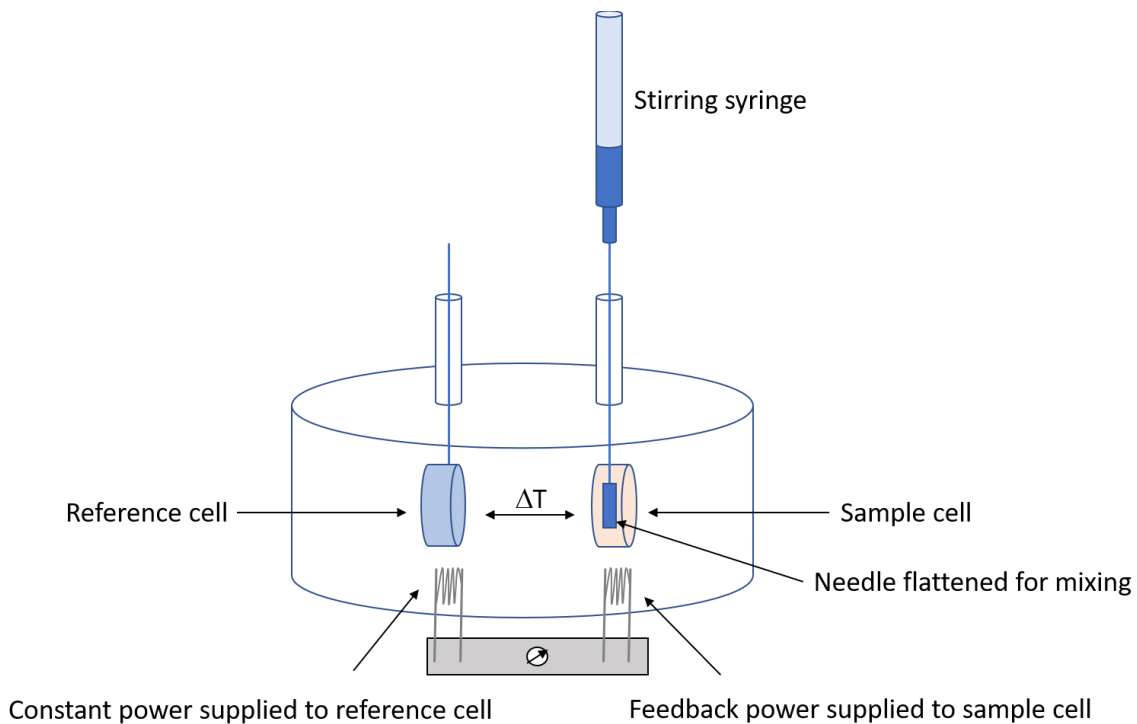 Stirring syringe
Reference cell
ΔT
Sample cell
Needle flattened for mixing
Constant power supplied to reference cell
Feedback power supplied to sample cell